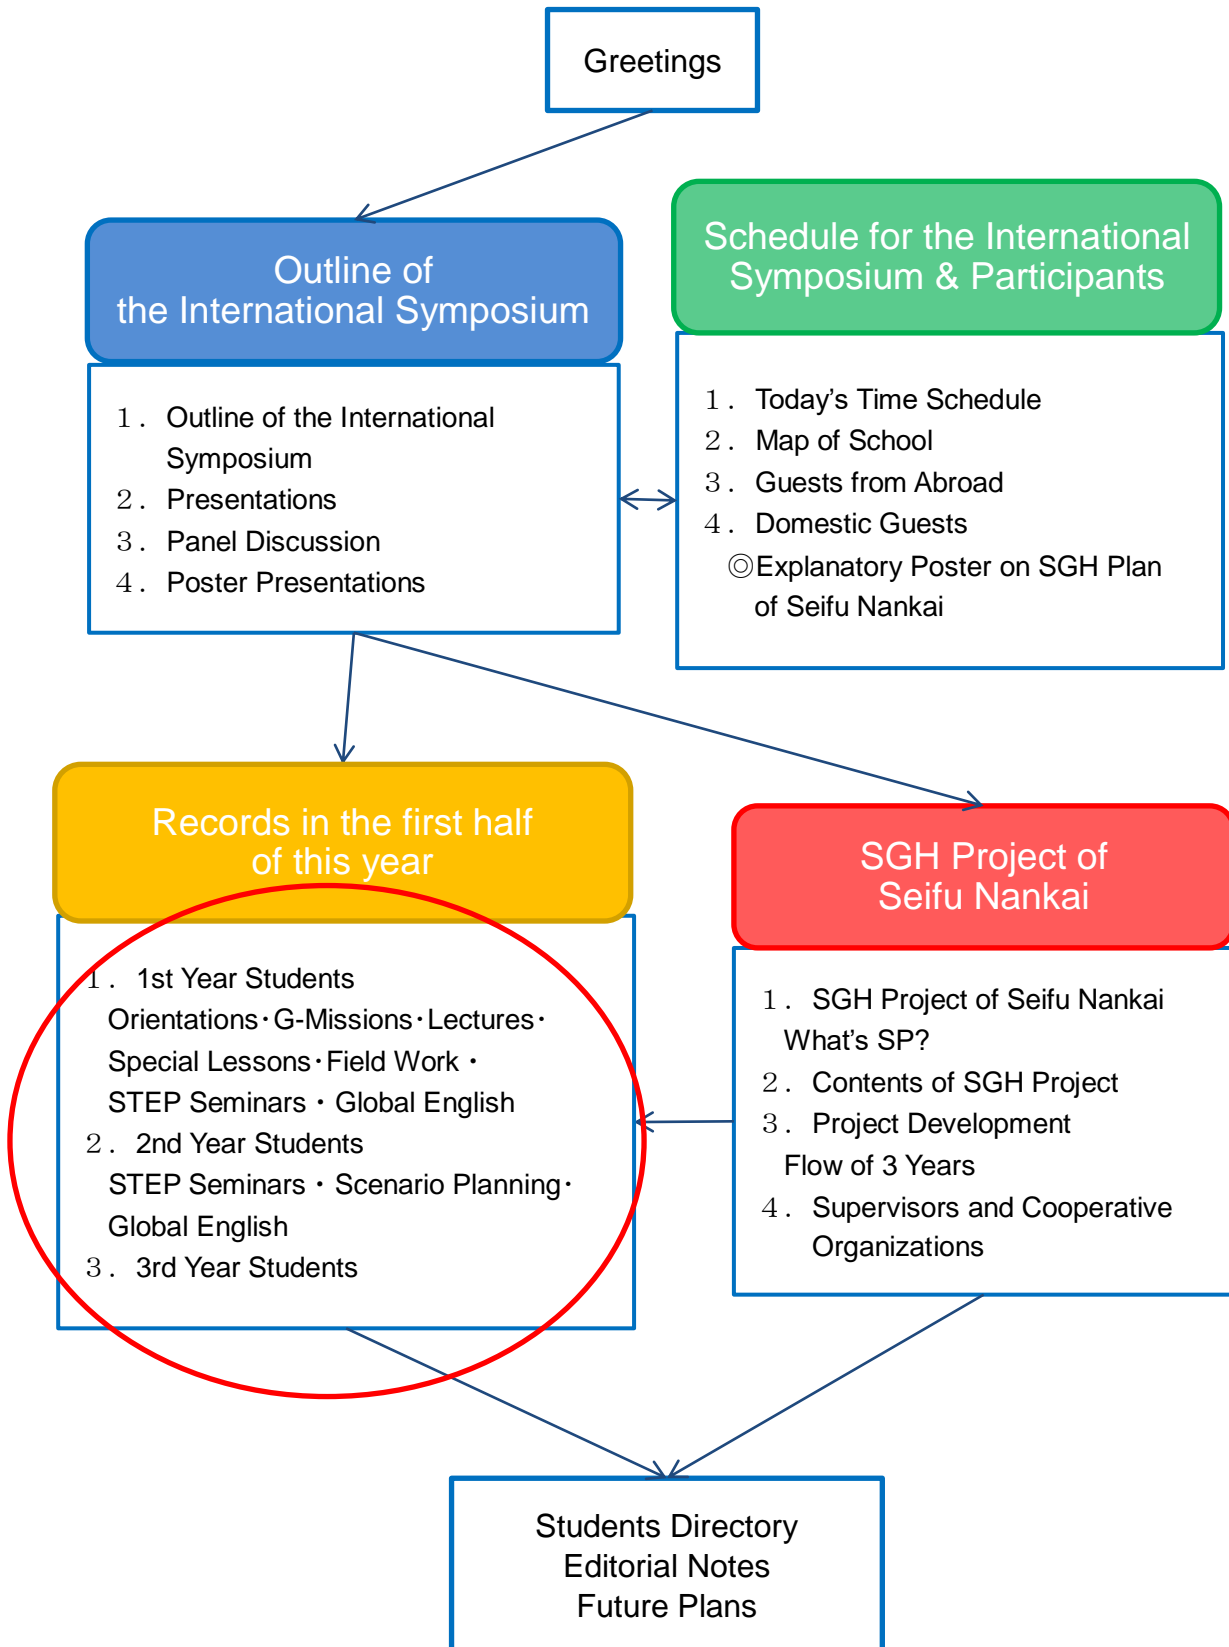 Greetings
Outline of
the International Symposium
1. Outline of the International
Symposium
2. Presentations
3. Panel Discussion
4. Poster Presentations
Schedule for the International
Symposium & Participants
1. Today's Time Schedule
2. Map of School
3. Guests from Abroad
4. Domestic Guests
◎Explanatory Poster on SGH Plan
of Seifu Nankai
Records in the first half
of this year
1. 1st Year Students
Orientations・G-Missions・Lectures・
Special Lessons・Field Work・
STEP Seminars・Global English
2. 2nd Year Students
STEP Seminars・Scenario Planning・
Global English
3. 3rd Year Students
SGH Project of
Seifu Nankai
1. SGH Project of Seifu Nankai
What's SP?
2. Contents of SGH Project
3. Project Development
Flow of 3 Years
4. Supervisors and Cooperative
Organizations
Students Directory
Editorial Notes
Future Plans